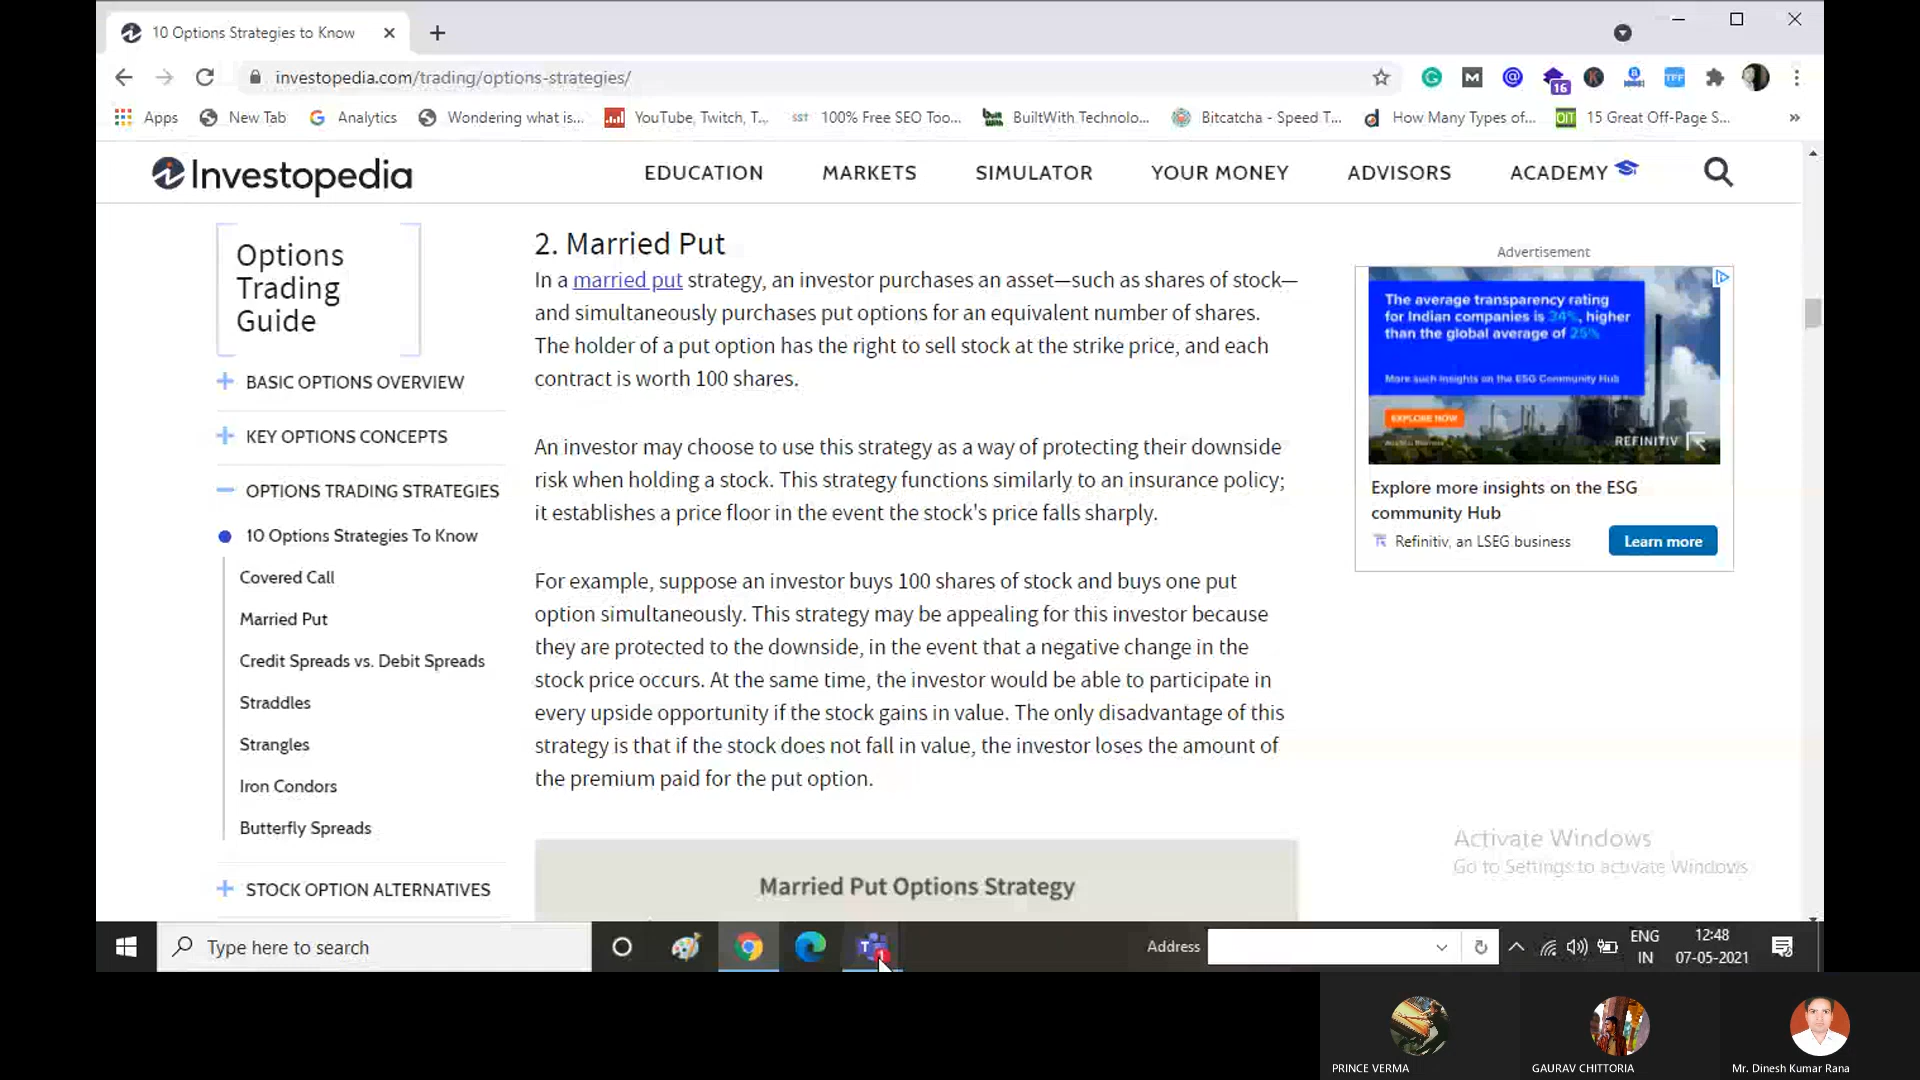 10 Options Strategies to Know
investopedia.com/trading/options-strategies/
16
TFF
Apps
New Tab
Analytics
Wondering what is...
YouTube, Twitch, T...
SST
100% Free SEO Too...
BuiltWith Technolo...
Bitcatcha - Speed T...
How Many Types of...
OIT
15 Great Off-Page S...
Investopedia
EDUCATION
MARKETS
SIMULATOR
YOUR MONEY
ADVISORS
ACADEMY
Options
Trading
Guide
BASIC OPTIONS OVERVIEW
KEY OPTIONS CONCEPTS
OPTIONS TRADING STRATEGIES
10 Options Strategies To Know
Covered Call
Married Put
Credit Spreads vs. Debit Spreads
Straddles
Strangles
Iron Condors
Butterfly Spreads
STOCK OPTION ALTERNATIVES
2. Married Put
In a married put strategy, an investor purchases an asset—such as shares of stock—
and simultaneously purchases put options for an equivalent number of shares.
The holder of a put option has the right to sell stock at the strike price, and each
contract is worth 100 shares.
An investor may choose to use this strategy as a way of protecting their downside
risk when holding a stock. This strategy functions similarly to an insurance policy;
it establishes a price floor in the event the stock's price falls sharply.
For example, suppose an investor buys 100 shares of stock and buys one put
option simultaneously. This strategy may be appealing for this investor because
they are protected to the downside, in the event that a negative change in the
stock price occurs. At the same time, the investor would be able to participate in
every upside opportunity if the stock gains in value. The only disadvantage of this
strategy is that if the stock does not fall in value, the investor loses the amount of
the premium paid for the put option.
Married Put Options Strategy
Advertisement
The average transparency rating
for Indian companies is 34%, higher
than the global average of 25%
More such insights on the ESG Community Hub
EXPLORE NOW
REFINITIV
Explore more insights on the ESG
community Hub
Refinitiv, an LSEG business
Learn more
Activate Windows
Go to Settings to activate Windows
Type here to search
Address
ENG
IN
12:48
07-05-2021
PRINCE VERMA
GAURAV CHITTORIA
Mr. Dinesh Kumar Rana